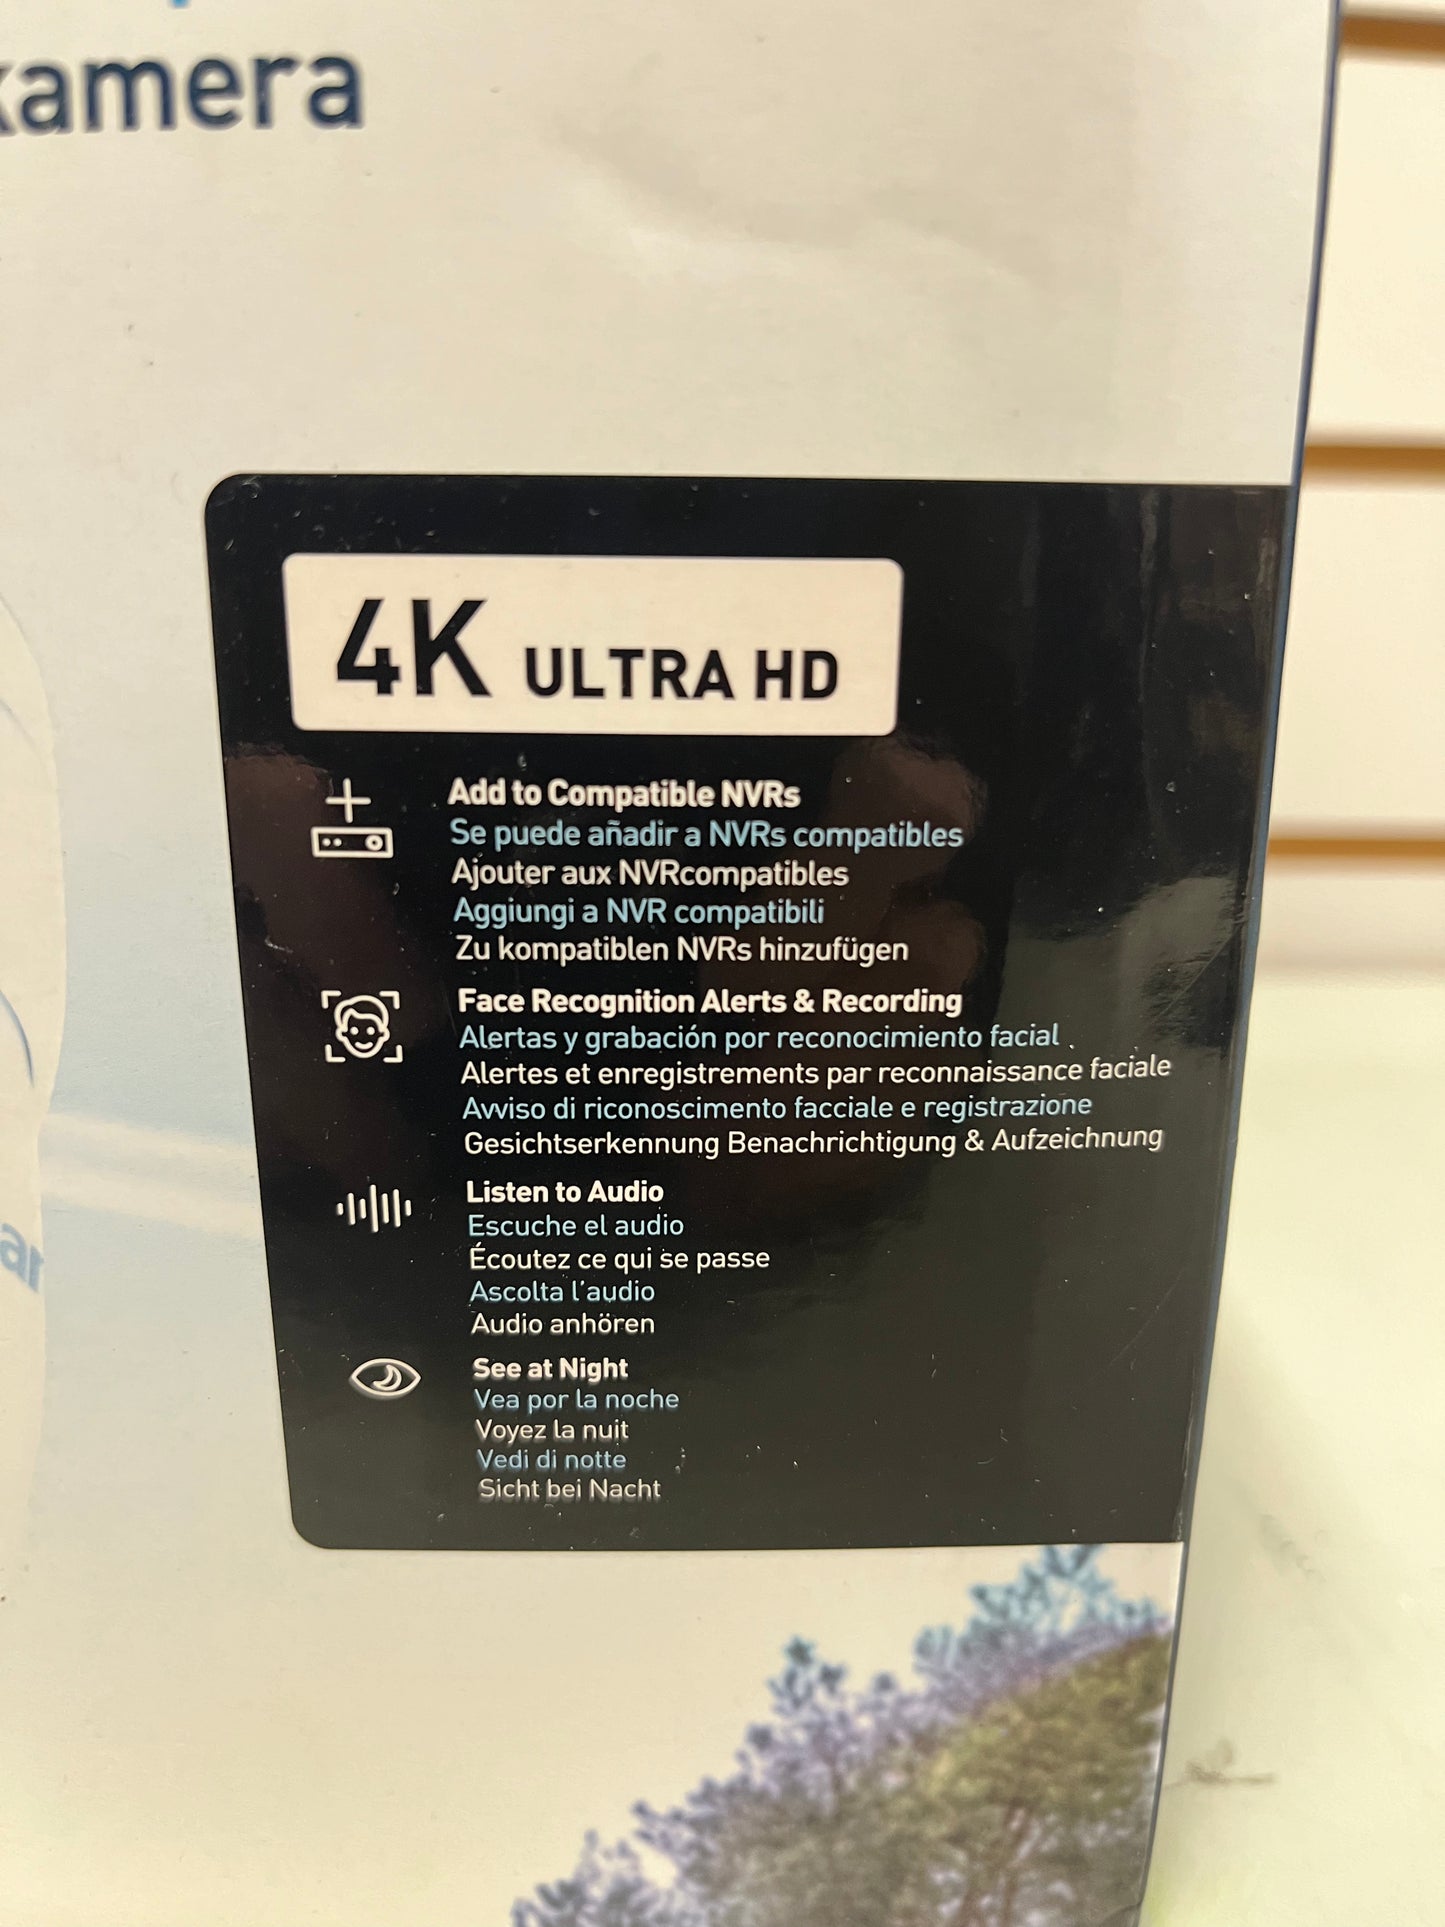 kamera
4K ULTRA HD
Add to Compatible NVRs
Se puede añadir a NVRs compatibles
Ajouter aux NVRcompatibles
Aggiungi a NVR compatibili
Zu kompatiblen NVRs hinzufügen
Face Recognition Alerts & Recording
Alertas y grabación por reconocimiento facial
Alertes et enregistrements par reconnaissance faciale
Avviso di riconoscimento facciale e registrazione
Gesichtserkennung Benachrichtigung & Aufzeichnung
Listen to Audio
Escuche el audio
Écoutez ce qui se passe
Ascolta l'audio
Audio anhören
See at Night
Vea por la noche
Voyez la nuit
Vedi di notte
Sicht bei Nacht